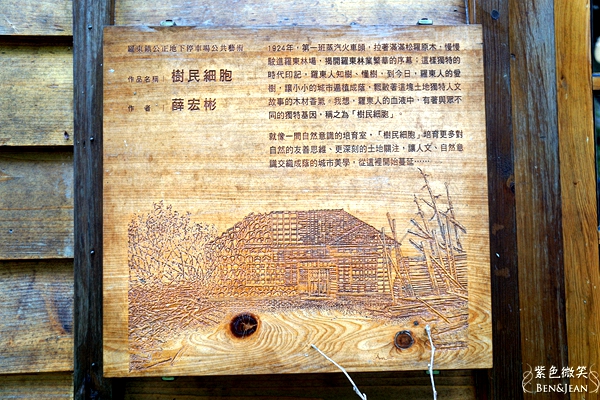 羅東鎮公正地下停車場公共藝術
作品名稱：樹民細胞
作者：薛宏彬
1924年，第一班蒸汽火車頭，拉著滿滿松羅原木，慢慢
駛進羅東林場，揭開羅東林業繁華的序幕；這樣獨特的
時代印記，羅東人知樹、懂樹，到今日，羅東人的愛
樹，讓小小的城市遍植成蔭，飄散著這塊土地獨特人文
故事的木材香氣。我想，羅東人的血液中，有著與眾不
同的獨特基因，稱之為「樹民細胞」
就像一間自然意識的培育室，「樹民細胞」培育更多對
自然的友善思維、更深刻的土地關注，讓人文、自然意
識交織成蔭的城市美學，從這裡開始蔓延……
紫色微笑
BEN&JEAN